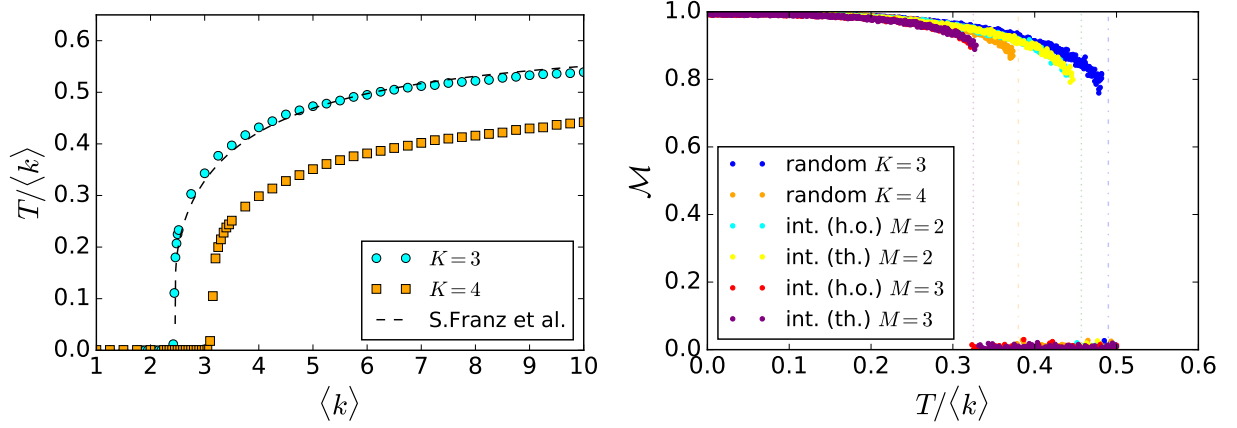 0.6
0.5
0.4
0.3
0.2
0.1
0.0
T/⟨k⟩
K = 3
K = 4
S.Franz et al.
1 2 3 4 5 6 7 8 9 10
⟨k⟩
1.0
0.8
0.6
0.4
0.2
0.0
ℳ
random K = 3
random K = 4
int. (h.o.) M = 2
int. (th.) M = 2
int. (h.o.) M = 3
int. (th.) M = 3
0.0 0.1 0.2 0.3 0.4 0.5 0.6
T/⟨k⟩